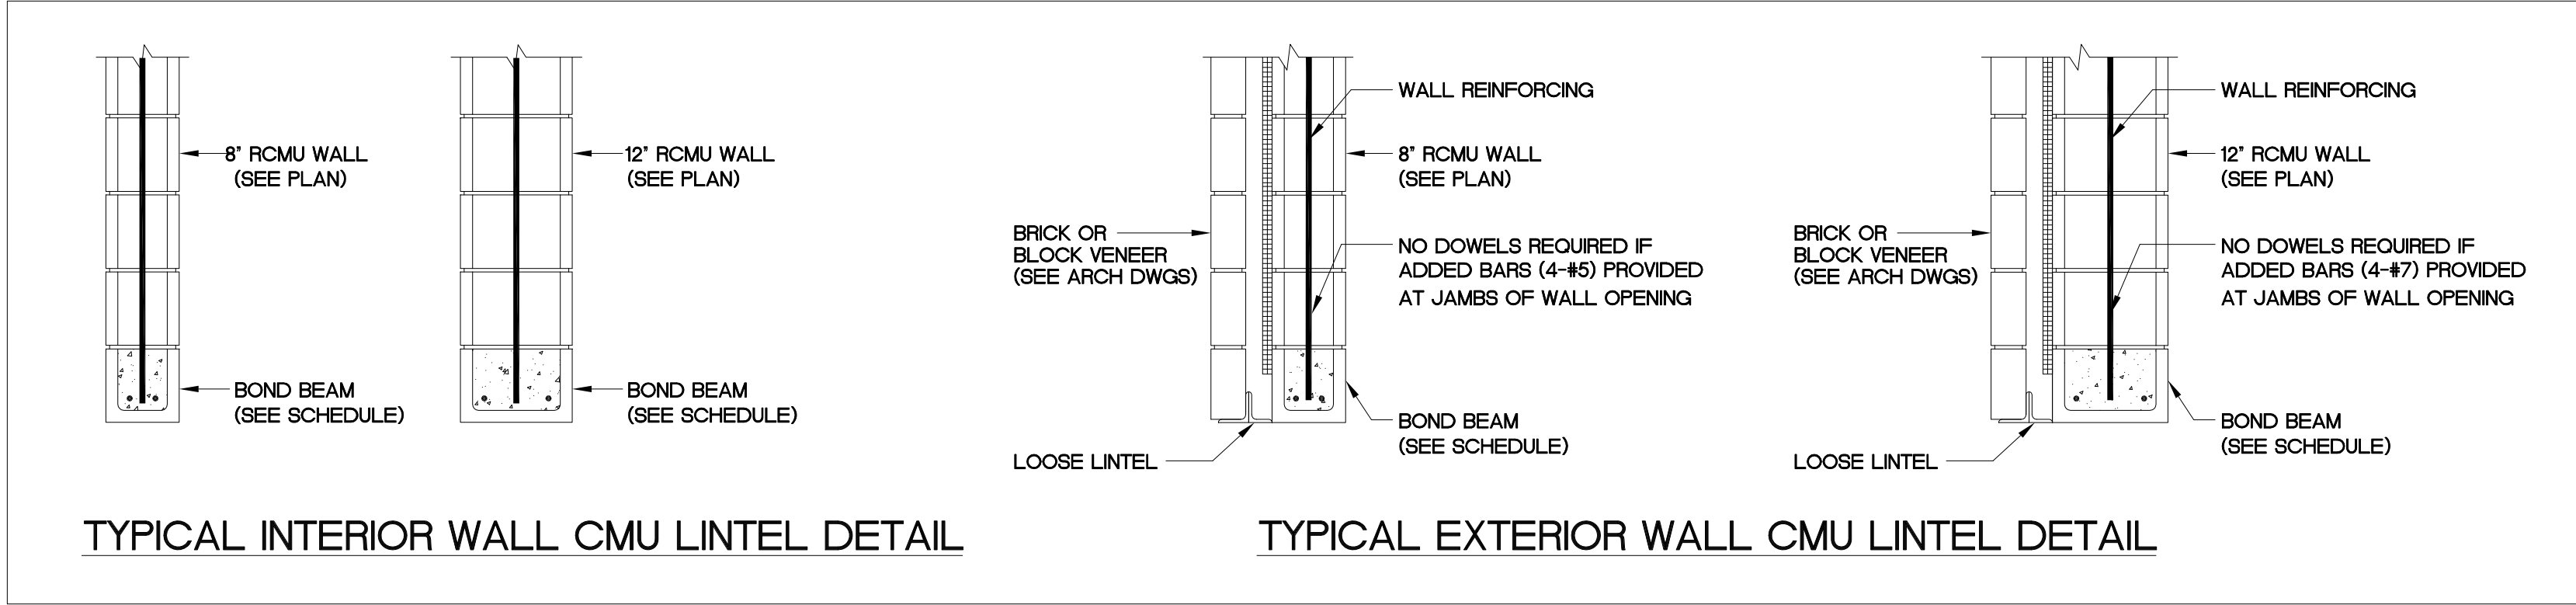 8" RCMU WALL
(SEE PLAN)
BOND BEAM
(SEE SCHEDULE)
12" RCMU WALL
(SEE PLAN)
BOND BEAM
(SEE SCHEDULE)
TYPICAL INTERIOR WALL CMU LINTEL DETAIL
BRICK OR
BLOCK VENEER
(SEE ARCH DWGS)
LOOSE LINTEL
WALL REINFORCING
8" RCMU WALL
(SEE PLAN)
NO DOWELS REQUIRED IF
ADDED BARS (4-#5) PROVIDED
AT JAMBS OF WALL OPENING
BOND BEAM
(SEE SCHEDULE)
BRICK OR
BLOCK VENEER
(SEE ARCH DWGS)
LOOSE LINTEL
WALL REINFORCING
12" RCMU WALL
(SEE PLAN)
NO DOWELS REQUIRED IF
ADDED BARS (4-#7) PROVIDED
AT JAMBS OF WALL OPENING
BOND BEAM
(SEE SCHEDULE)
TYPICAL EXTERIOR WALL CMU LINTEL DETAIL